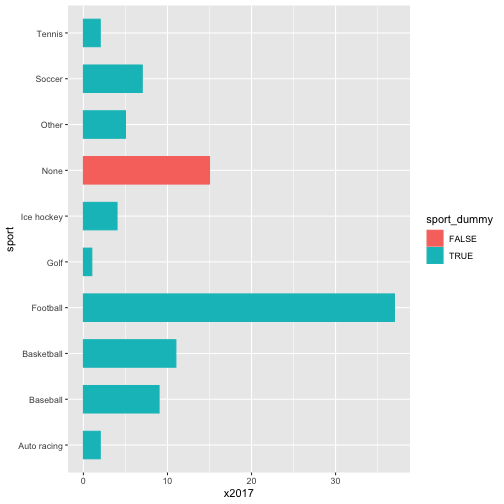 Tennis
Soccer
Other
None
Ice hockey
Golf
Football
Basketball
Baseball
Auto racing
sport
0 10 20 30
x2017
sport_dummy
FALSE
TRUE